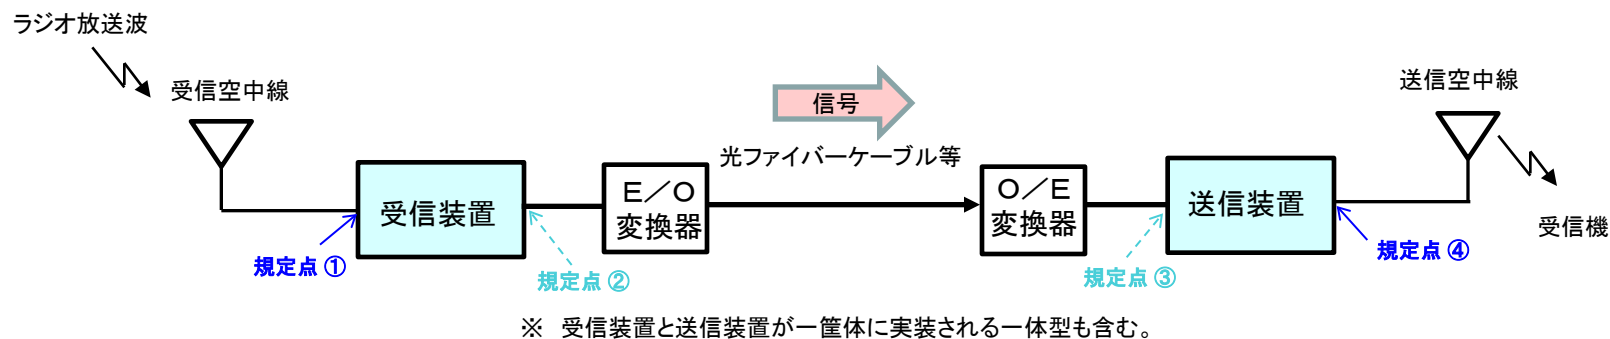 ラジオ放送波
受信空中線
送信空中線
信号
光ファイバーケーブル等
受信装置
E／O
変換器
O／E
変換器
送信装置
受信機
規定点 ①
規定点 ②
規定点 ③
規定点 ④
※ 受信装置と送信装置が一筐体に実装される一体型も含む。